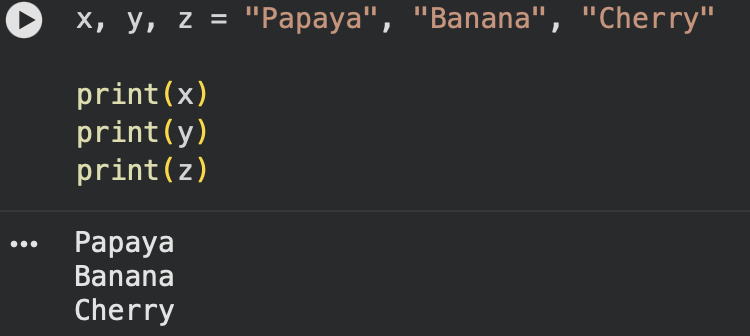 x, y, z = "Papaya", "Banana", "Cherry"
print(x)
print(y)
print(z)
Papaya
Banana
Cherry